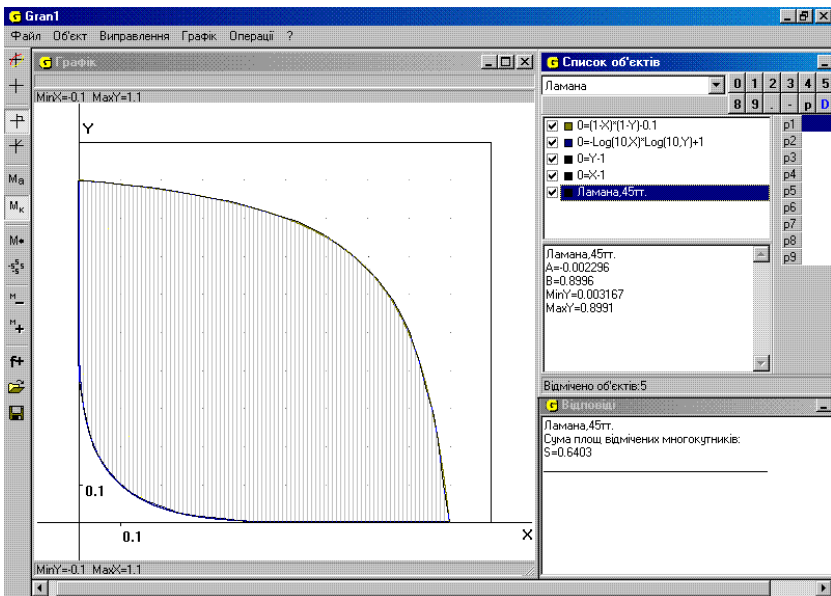 Gran1
Файл Об'єкт Виправлення Графік Операції ?
Графік
MinX=-0.1 MaxY=1.1
Y
0.1
0.1
X
MinY=-0.1 MaxX=1.1
Ma
Мк
M•
M
M
f+
Список об'єктів
Ламана
0 1 2 3 4 5
8 9 . - p D
0=(1-X)*(1-Y)-0.1
0=-Log(10,X)*Log(10,Y)+1
0=Y-1
0=X-1
Ламана,45тт.
p1
p2
p3
p4
p5
p6
p7
p8
p9
Ламана,45тт.
A=-0.002296
B=0.8996
MinY=0.003167
MaxY=0.8991
Відмічено об'єктів:5
Відповіді
Ламана,45тт.
Сума площ відмічених многокутників:
S=0.6403